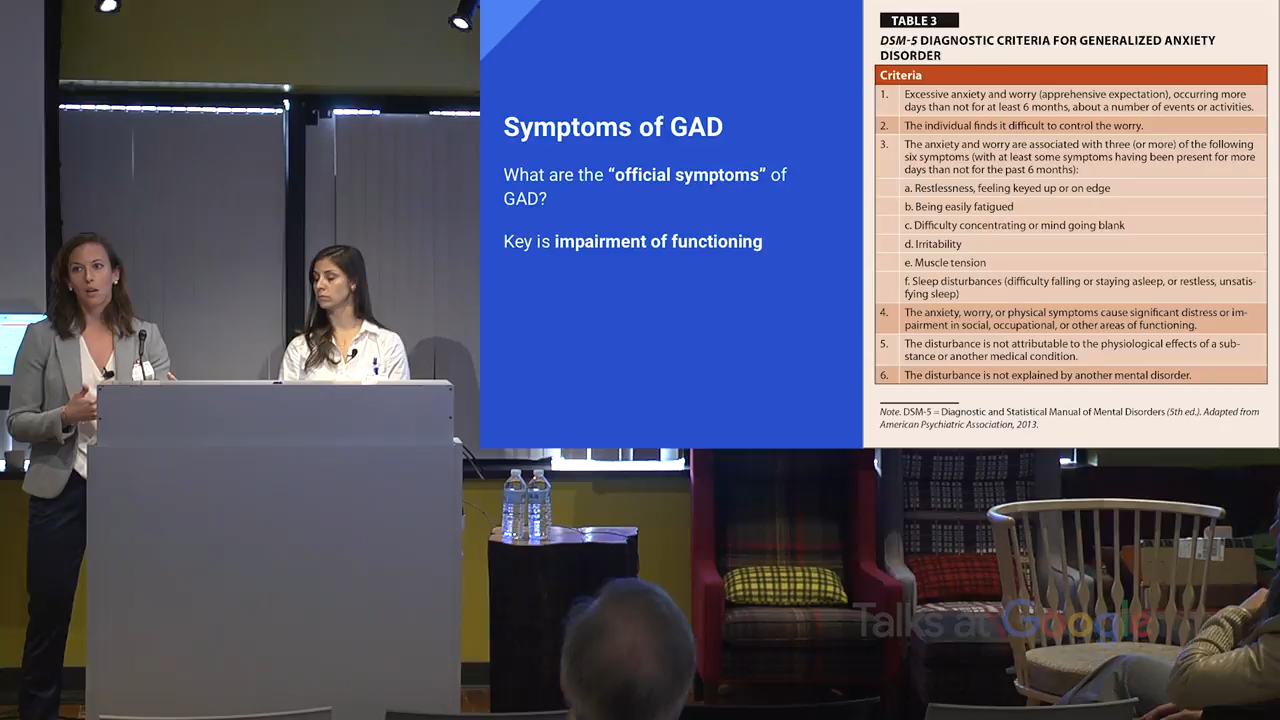 Symptoms of GAD
What are the “official symptoms” of
GAD?
Key is impairment of functioning
TABLE 3
DSM-5 DIAGNOSTIC CRITERIA FOR GENERALIZED ANXIETY
DISORDER
Criteria
1. Excessive anxiety and worry (apprehensive expectation), occurring more
days than not for at least 6 months, about a number of events or activities.
2. The individual finds it difficult to control the worry.
3. The anxiety and worry are associated with three (or more) of the following
six symptoms (with at least some symptoms having been present for more
days than not for the past 6 months):
a. Restlessness, feeling keyed up or on edge
b. Being easily fatigued
c. Difficulty concentrating or mind going blank
d. Irritability
e. Muscle tension
f. Sleep disturbances (difficulty falling or staying asleep, or restless, unsatis-
fying sleep)
4. The anxiety, worry, or physical symptoms cause significant distress or im-
pairment in social, occupational, or other areas of functioning.
5. The disturbance is not attributable to the physiological effects of a sub-
stance or another medical condition.
6. The disturbance is not explained by another mental disorder.
Note. DSM-5 = Diagnostic and Statistical Manual of Mental Disorders (5th ed.). Adapted from
American Psychiatric Association, 2013.
Talks at Google